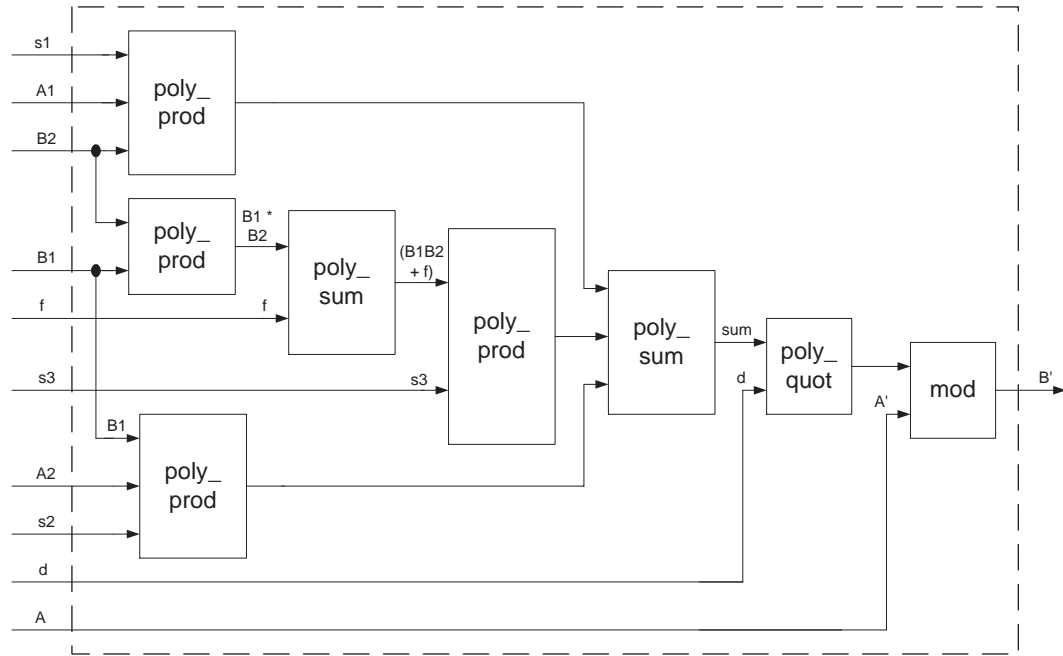 s1
A1
B2
poly_
prod
B1
f
s3
poly_
prod
B1 *
B2
f
poly_
sum
(B1B2
+ f)
s3
poly_
prod
poly_
sum
sum
d
poly_
quot
A'
mod
B'
B1
A2
s2
poly_
prod
d
A